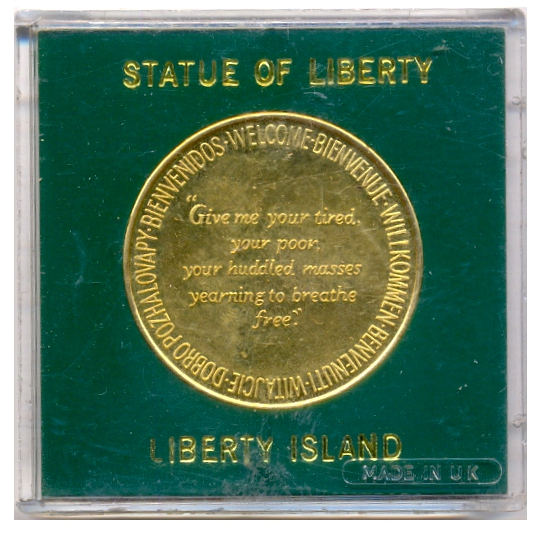 STATUE OF LIBERTY
WELCOME·BIENVENUE·WILLKOMMEN·BENVENUTI·WITAJCIE·DOBRO POZHALOVAPY·BIENVENIDOS·
"Give me your tired,
your poor,
your huddled masses
yearning to breathe
free."
LIBERTY ISLAND
MADE IN UK